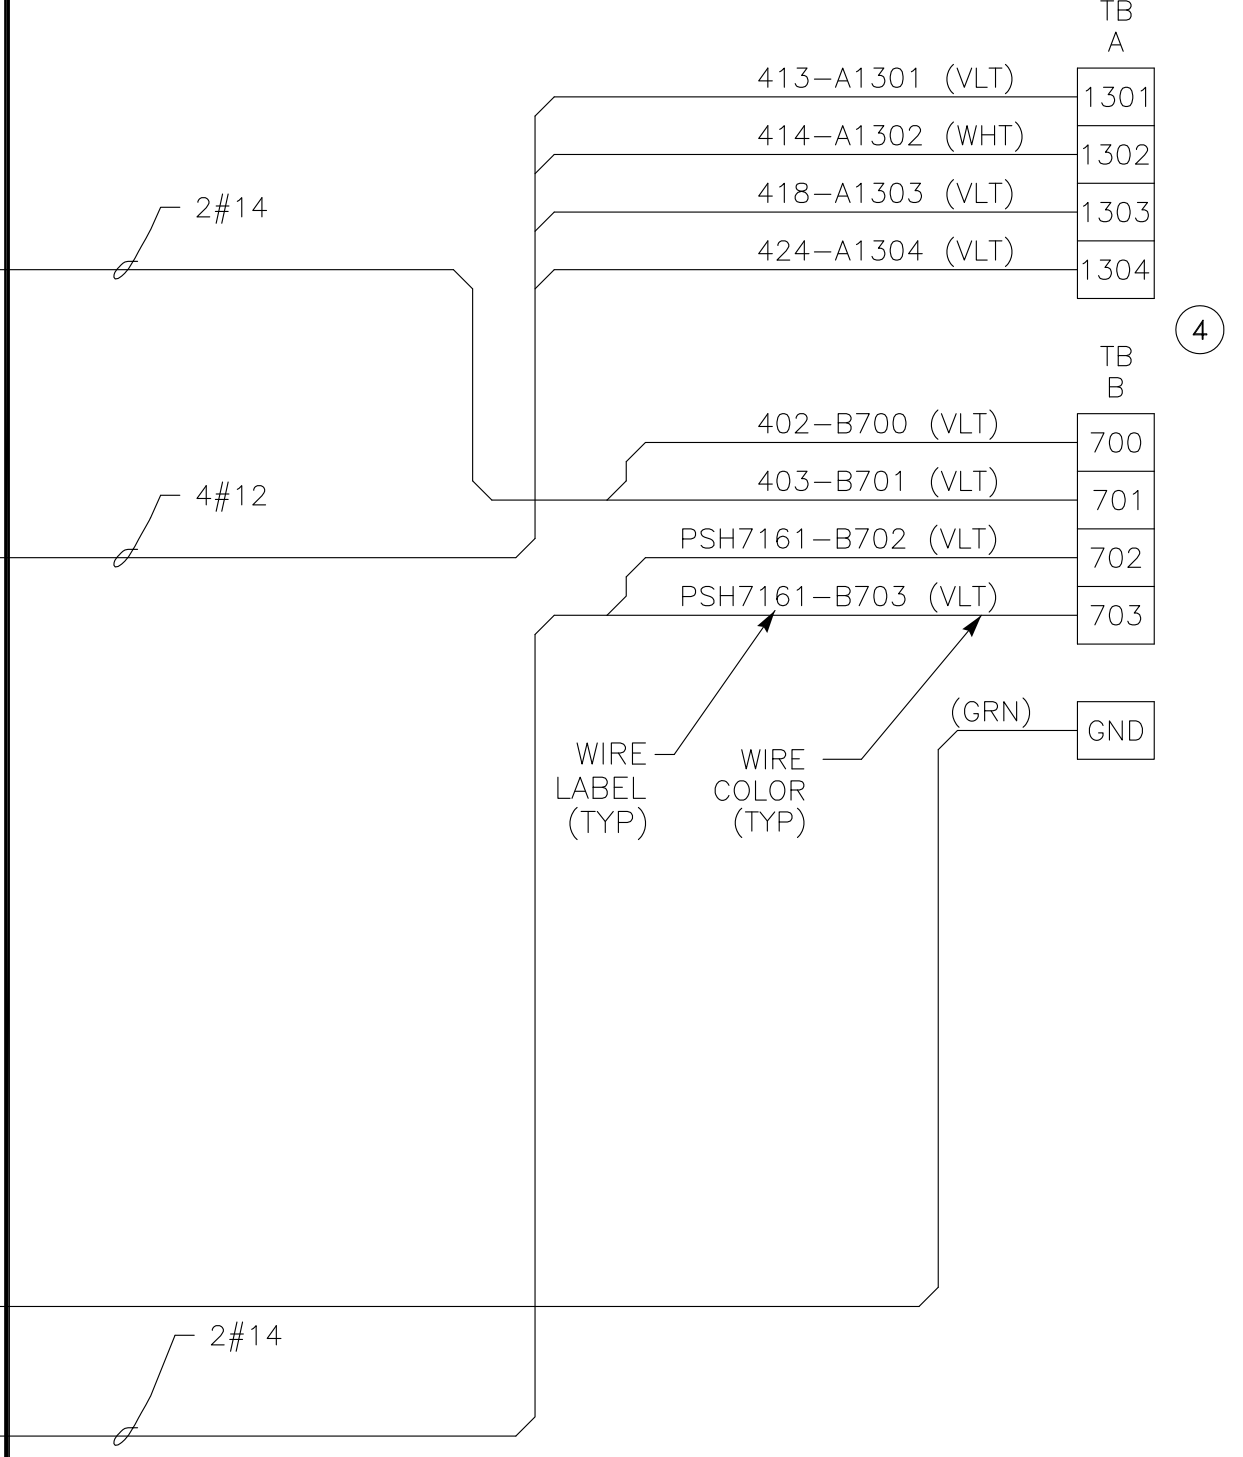 TB
A
413-A1301 (VLT)
1301
414-A1302 (WHT)
1302
418-A1303 (VLT)
1303
2#14
424-A1304 (VLT)
1304
4
TB
B
402-B700 (VLT)
700
403-B701 (VLT)
701
4#12
PSH7161-B702 (VLT)
702
PSH7161-B703 (VLT)
703
(GRN)
GND
WIRE
LABEL
(TYP)
WIRE
COLOR
(TYP)
2#14